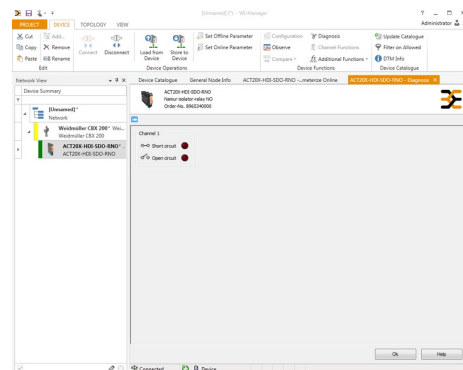 [Unnamed] (*) - WI-Manager
PROJECT DEVICE TOPOLOGY VIEW Administrator
Cut Add...
Copy Remove
Paste Rename
Edit
Connect Disconnect
Load from Device Store to Device
Set Offline Parameter
Set Online Parameter
Device Operations
Configuration Diagnosis
Observe Channel Functions
Compare Additional Functions
Device Functions
Update Catalogue
Filter on Allowed
DTM Info
Device Catalogue
Network View
Device Catalogue General Node Info ACT20X-HDI-SDO-RNO -...meterize Online ACT20X-HDI-SDO-RNO - Diagnosis
Device Summary
[Unnamed]*
Network
Weidmüller CBX 200* Wei...
Weidmüller CBX 200
ACT20X-HDI-SDO-RNO* ...
ACT20X-HDI-SDO-RNO
ACT20X-HDI-SDO-RNO
Namur isolator relay NO
Order-No. 8965340000
Channel 1
Short circuit
Open circuit
Ok Help
Connected Device